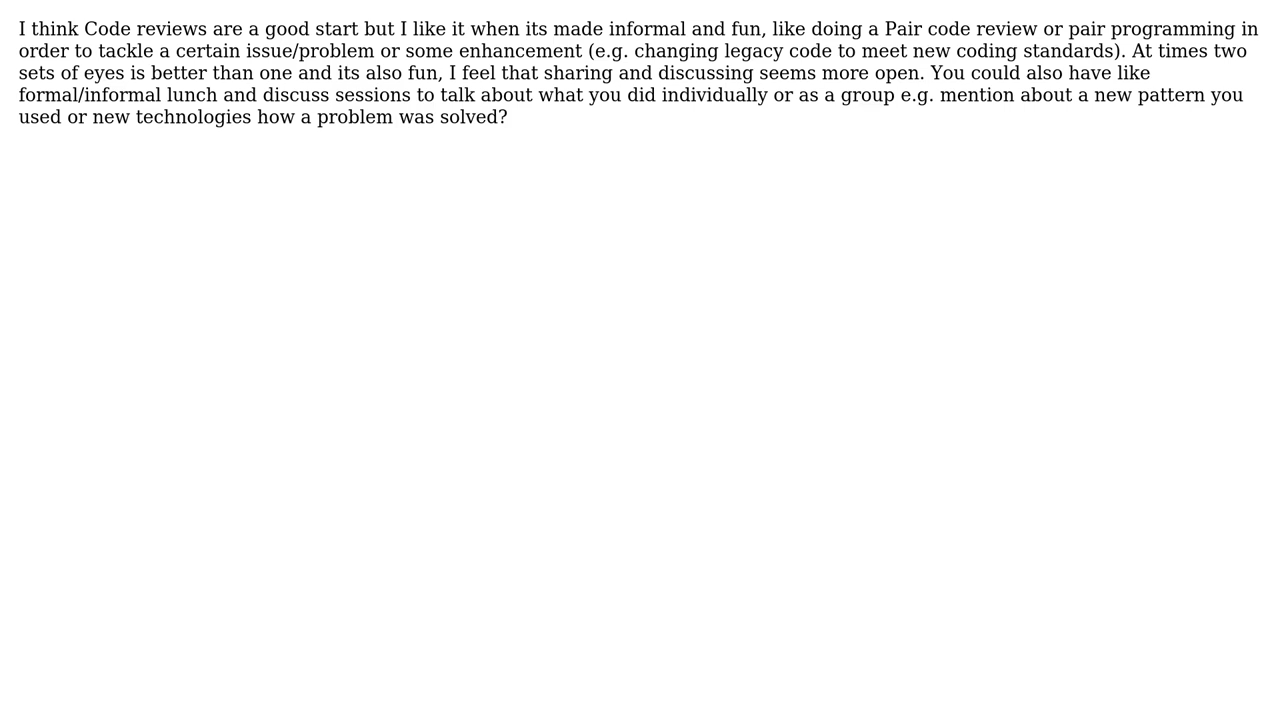 I think Code reviews are a good start but I like it when its made informal and fun, like doing a Pair code review or pair programming in
order to tackle a certain issue/problem or some enhancement (e.g. changing legacy code to meet new coding standards). At times two
sets of eyes is better than one and its also fun, I feel that sharing and discussing seems more open. You could also have like
formal/informal lunch and discuss sessions to talk about what you did individually or as a group e.g. mention about a new pattern you
used or new technologies how a problem was solved?